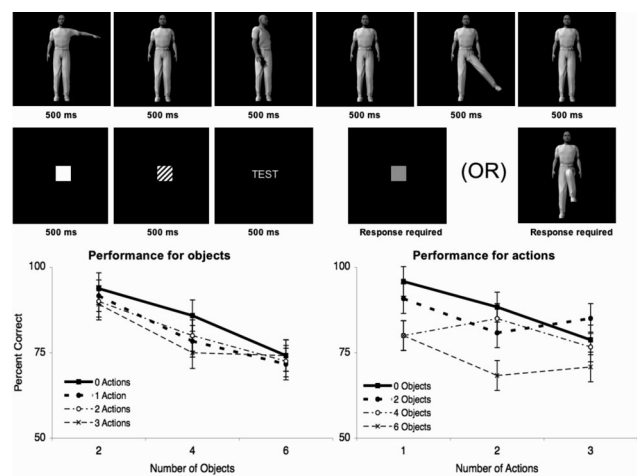 500 ms 500 ms 500 ms 500 ms 500 ms 500 ms
TEST
(OR)
500 ms 500 ms 500 ms Response required Response required
Performance for objects
100
75
50
Percent Correct
0 Actions
1 Action
2 Actions
3 Actions
2 4 6
Number of Objects
Performance for actions
100
75
50
0 Objects
2 Objects
4 Objects
6 Objects
1 2 3
Number of Actions